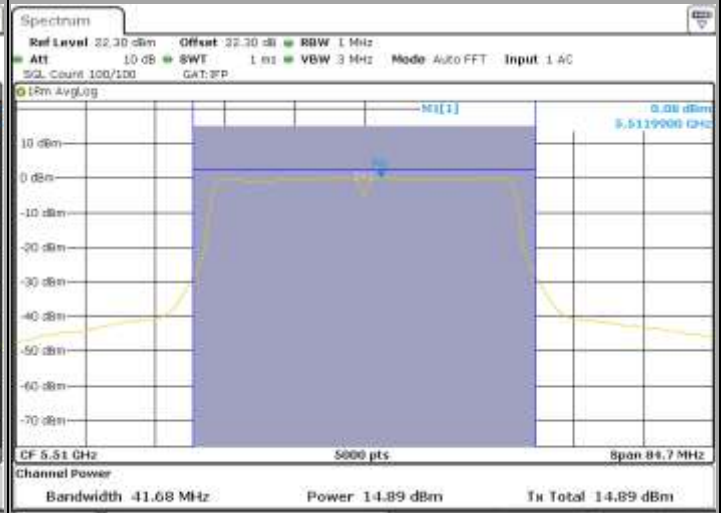 Spectrum
Ref Level 22.30 dBm Offset 22.30 dB RBW 1 MHz
Att 10 dB SWT 1 ms VBW 3 MHz Mode Auto FFT Input 1 AC
SGL Count 100/100 GAT:IFP
1Rm AvgLog
M1[1] 0.08 dBm
5.5119900 GHz
10 dBm
0 dBm
-10 dBm
-20 dBm
-30 dBm
-40 dBm
-50 dBm
-60 dBm
-70 dBm
CF 5.51 GHz 5000 pts Span 84.7 MHz
Channel Power
Bandwidth 41.68 MHz Power 14.89 dBm Tx Total 14.89 dBm